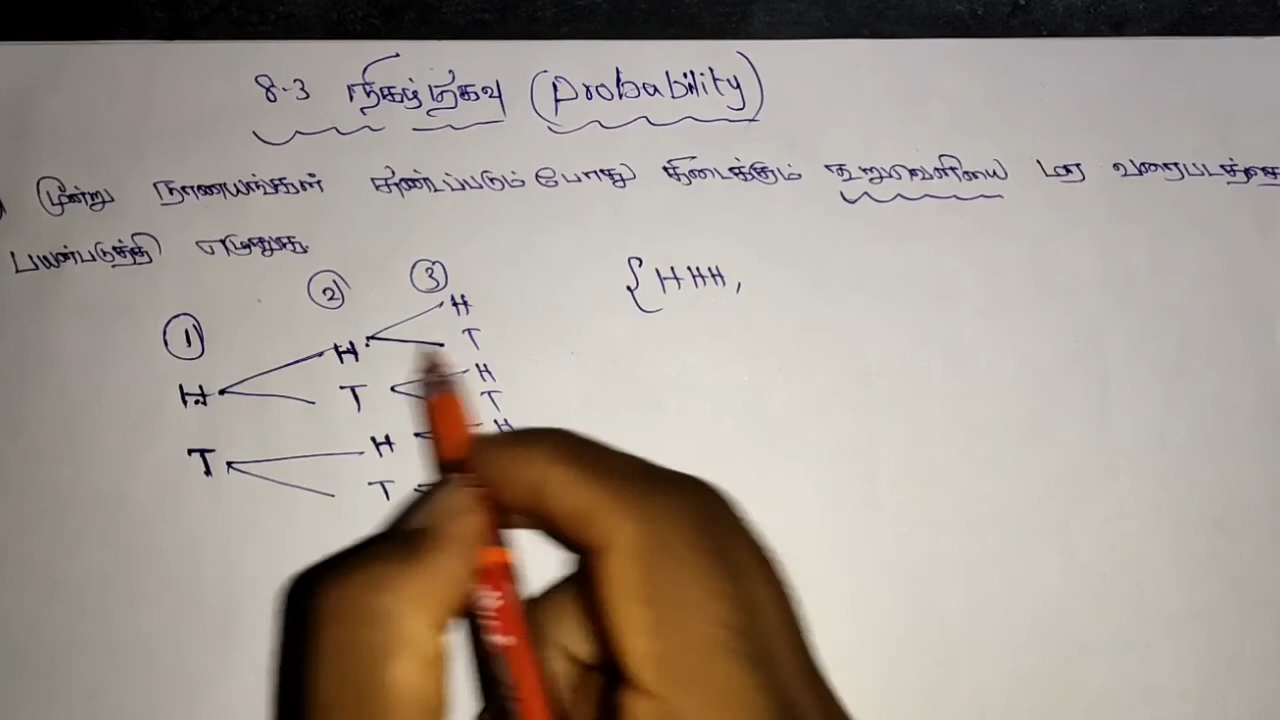 8.3 நிகழ்தகவு (Probability)
மூன்று நாணயங்கள் சுண்டப்படும் போது கிடைக்கும் கூறுவெளியை மர வரைபடத்தை
பயன்படுத்தி எழுதுக.
① ② ③
{ HHH,
H
H T
H H
T T
H H
T
T